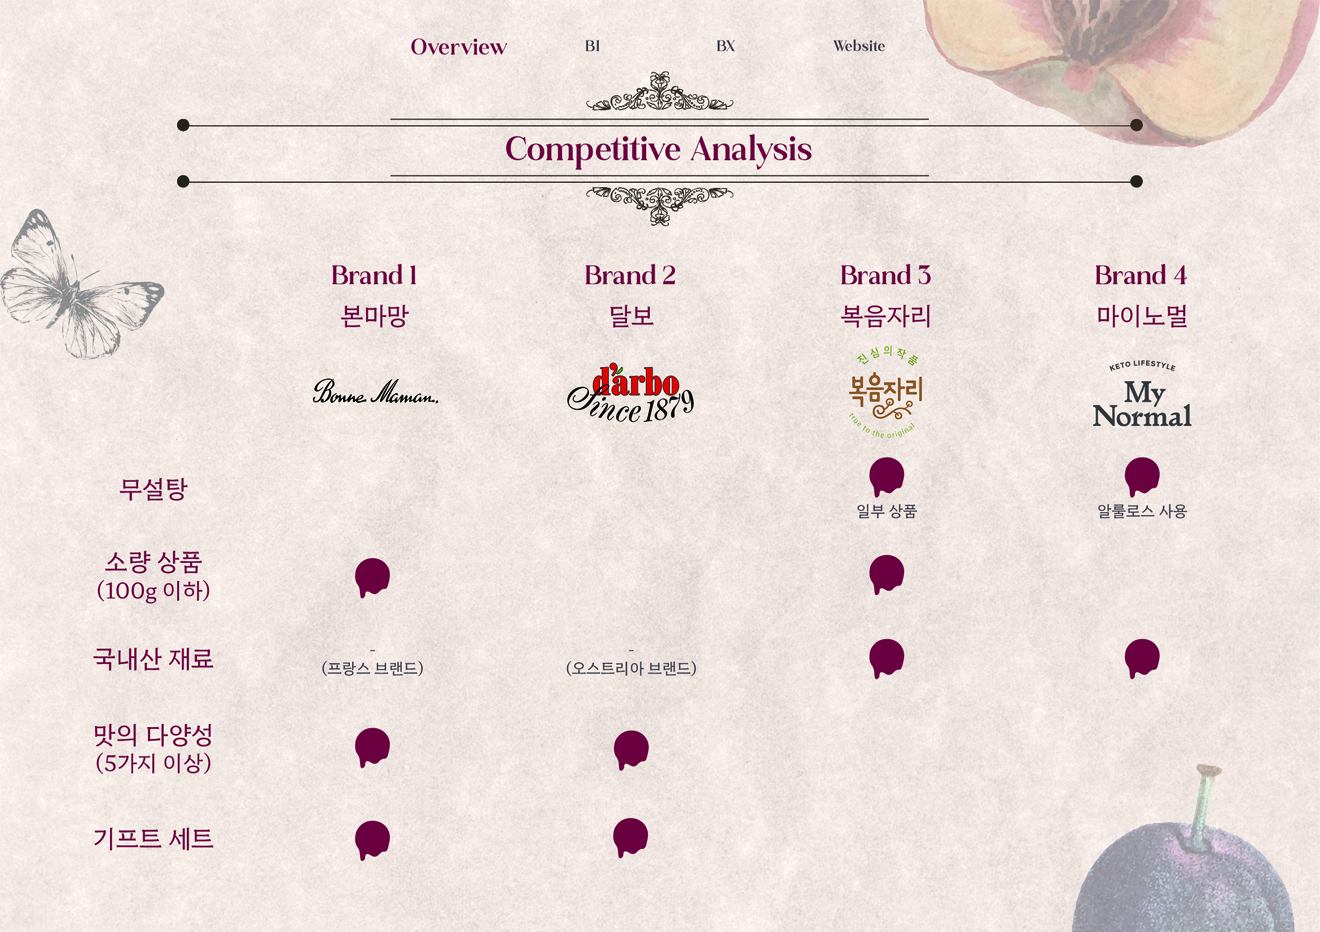 Overview BI BX Website
Competitive Analysis
Brand 1 Brand 2 Brand 3 Brand 4
본마망 달보 복음자리 마이노멀
Bonne Maman.
d'arbo
Since 1879
진심의작품
복음자리
true to the original
KETO LIFESTYLE
My
Normal
무설탕
일부 상품 알룰로스 사용
소량 상품
(100g 이하)
국내산 재료
- -
(프랑스 브랜드) (오스트리아 브랜드)
맛의 다양성
(5가지 이상)
기프트 세트